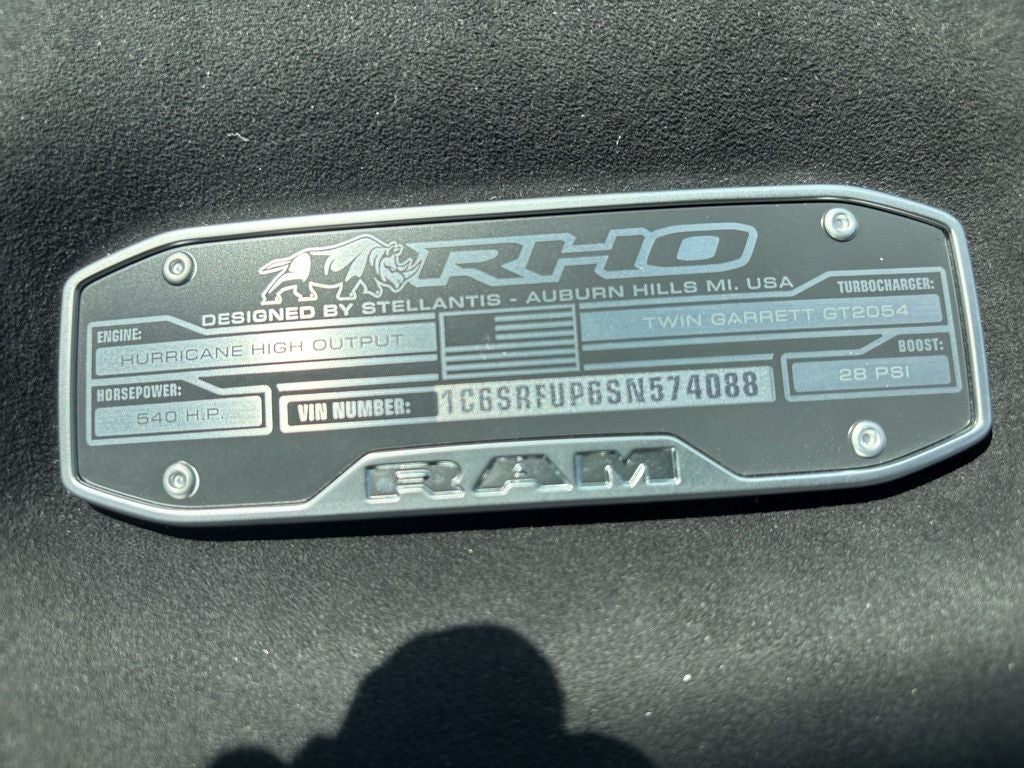 RHO
DESIGNED BY STELLANTIS - AUBURN HILLS MI. USA
ENGINE:
HURRICANE HIGH OUTPUT
TURBOCHARGER:
TWIN GARRETT GT2054
HORSEPOWER:
540 H.P.
VIN NUMBER: 1C6SRFUP6SN574088
BOOST:
28 PSI
RAM